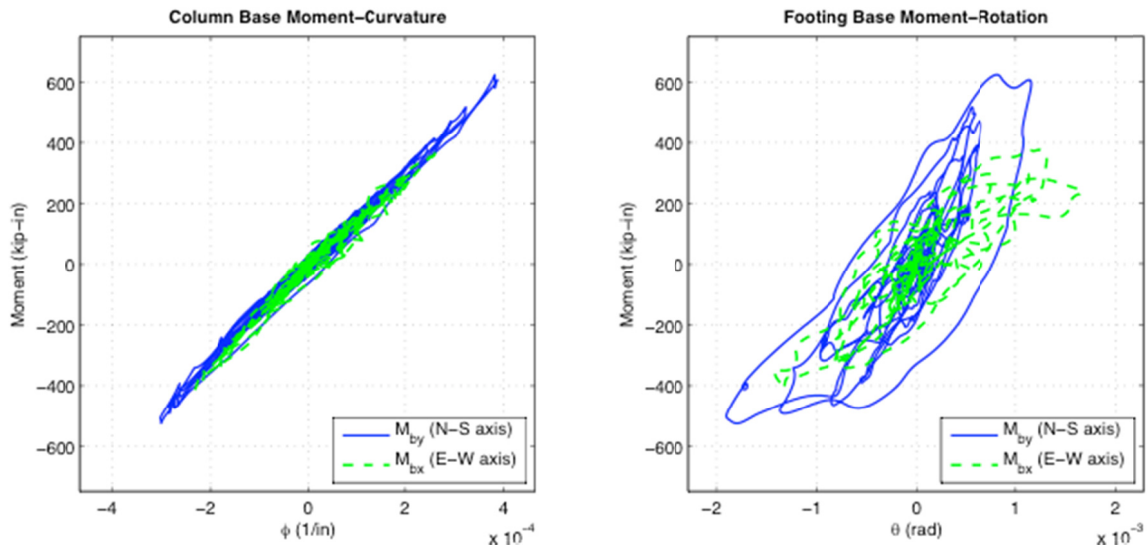 Column Base Moment−Curvature
Moment (kip−in)
600
400
200
0
−200
−400
−600
−4
−2
0
2
4
x 10⁻⁴
ϕ (1/in)
M_by (N−S axis)
M_bx (E−W axis)
Footing Base Moment−Rotation
Moment (kip−in)
600
400
200
0
−200
−400
−600
−2
−1
0
1
2
x 10⁻³
θ (rad)
M_by (N−S axis)
M_bx (E−W axis)